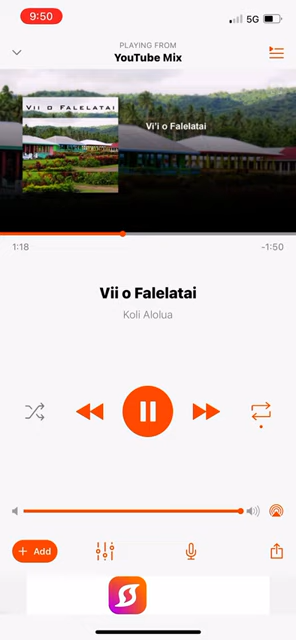 9:50
5G
PLAYING FROM
YouTube Mix
Vii o Falelatai
Vi'i o Falelatai
1:18
-1:50
Vii o Falelatai
Koli Alolua
+ Add